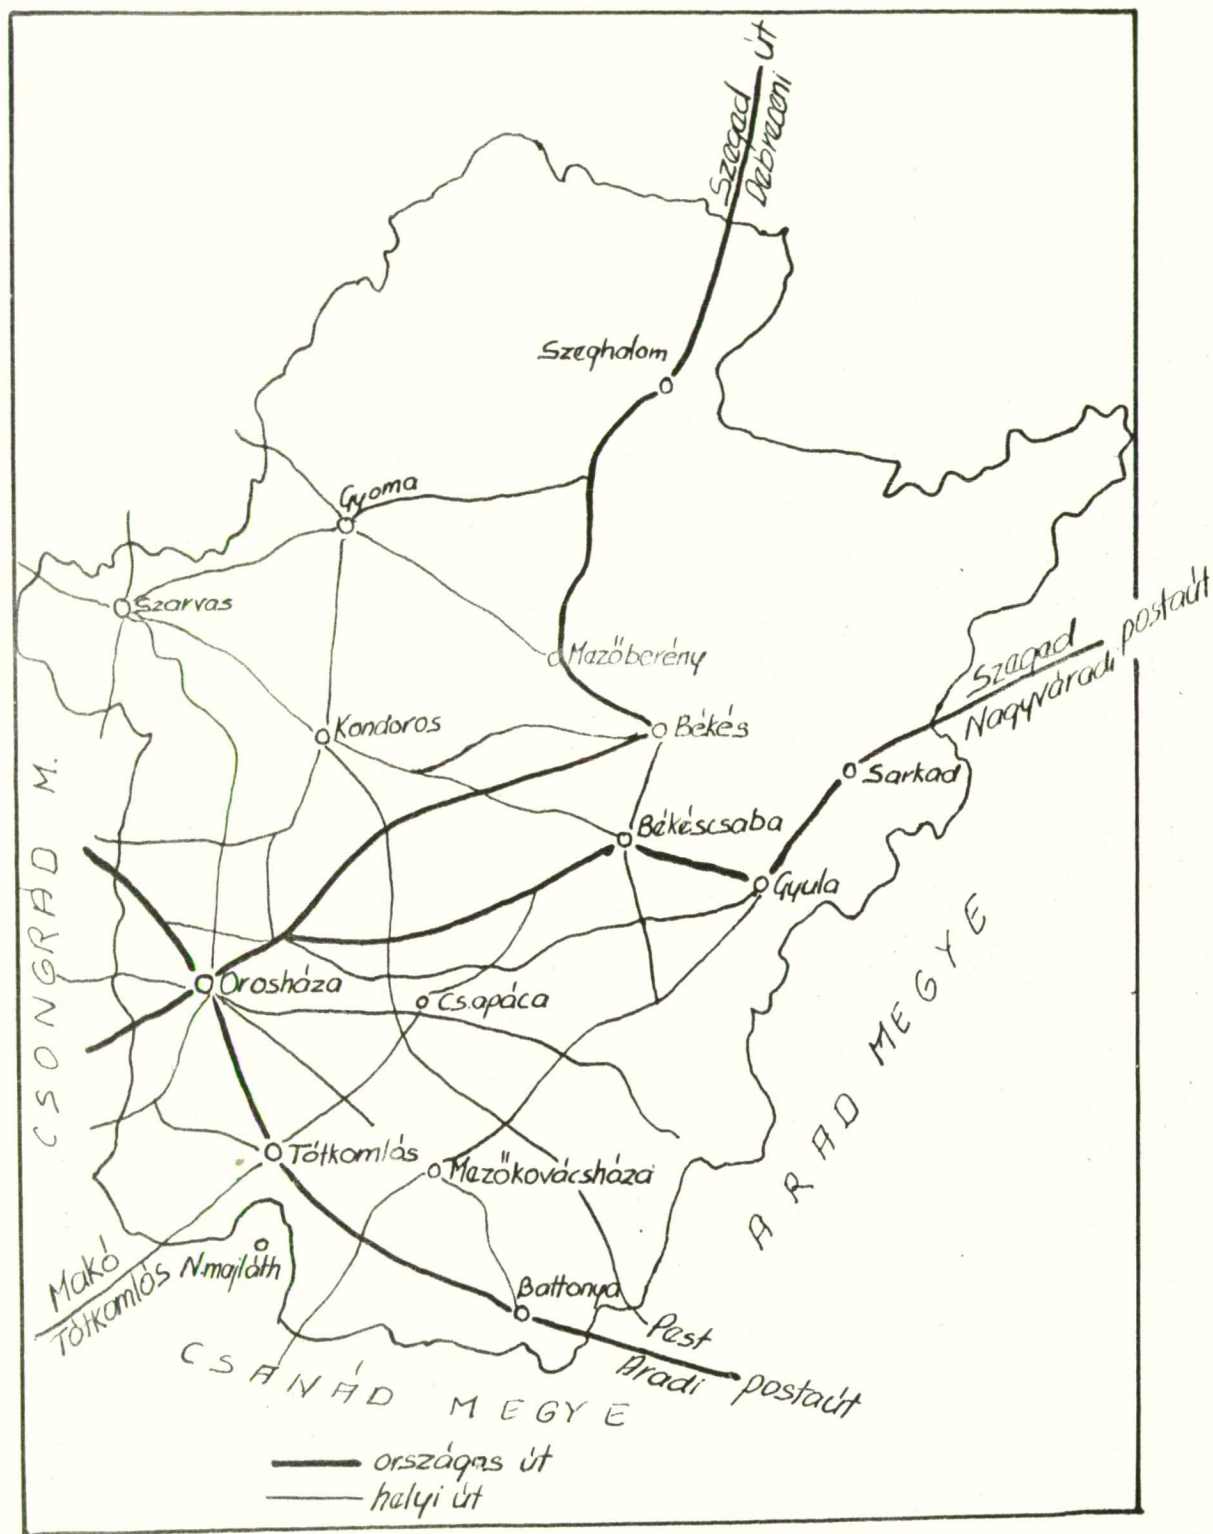 Szeged
Debreceni út
Szeghalom
Gyoma
Szarvas
Mezőberény
Szeged
Nagyváradi postaút
Kondoros
Békés
Sarkad
Békéscsaba
Gyula
CSONGRÁD M.
Orosháza
Cs.apáca
ARAD MEGYE
Tótkomlós
Mezőkovácsházi
Makó
Tótkomlós
N.majláth
Battonya
Pest
Aradi postaút
CSANÁD MEGYE
országos út
helyi út